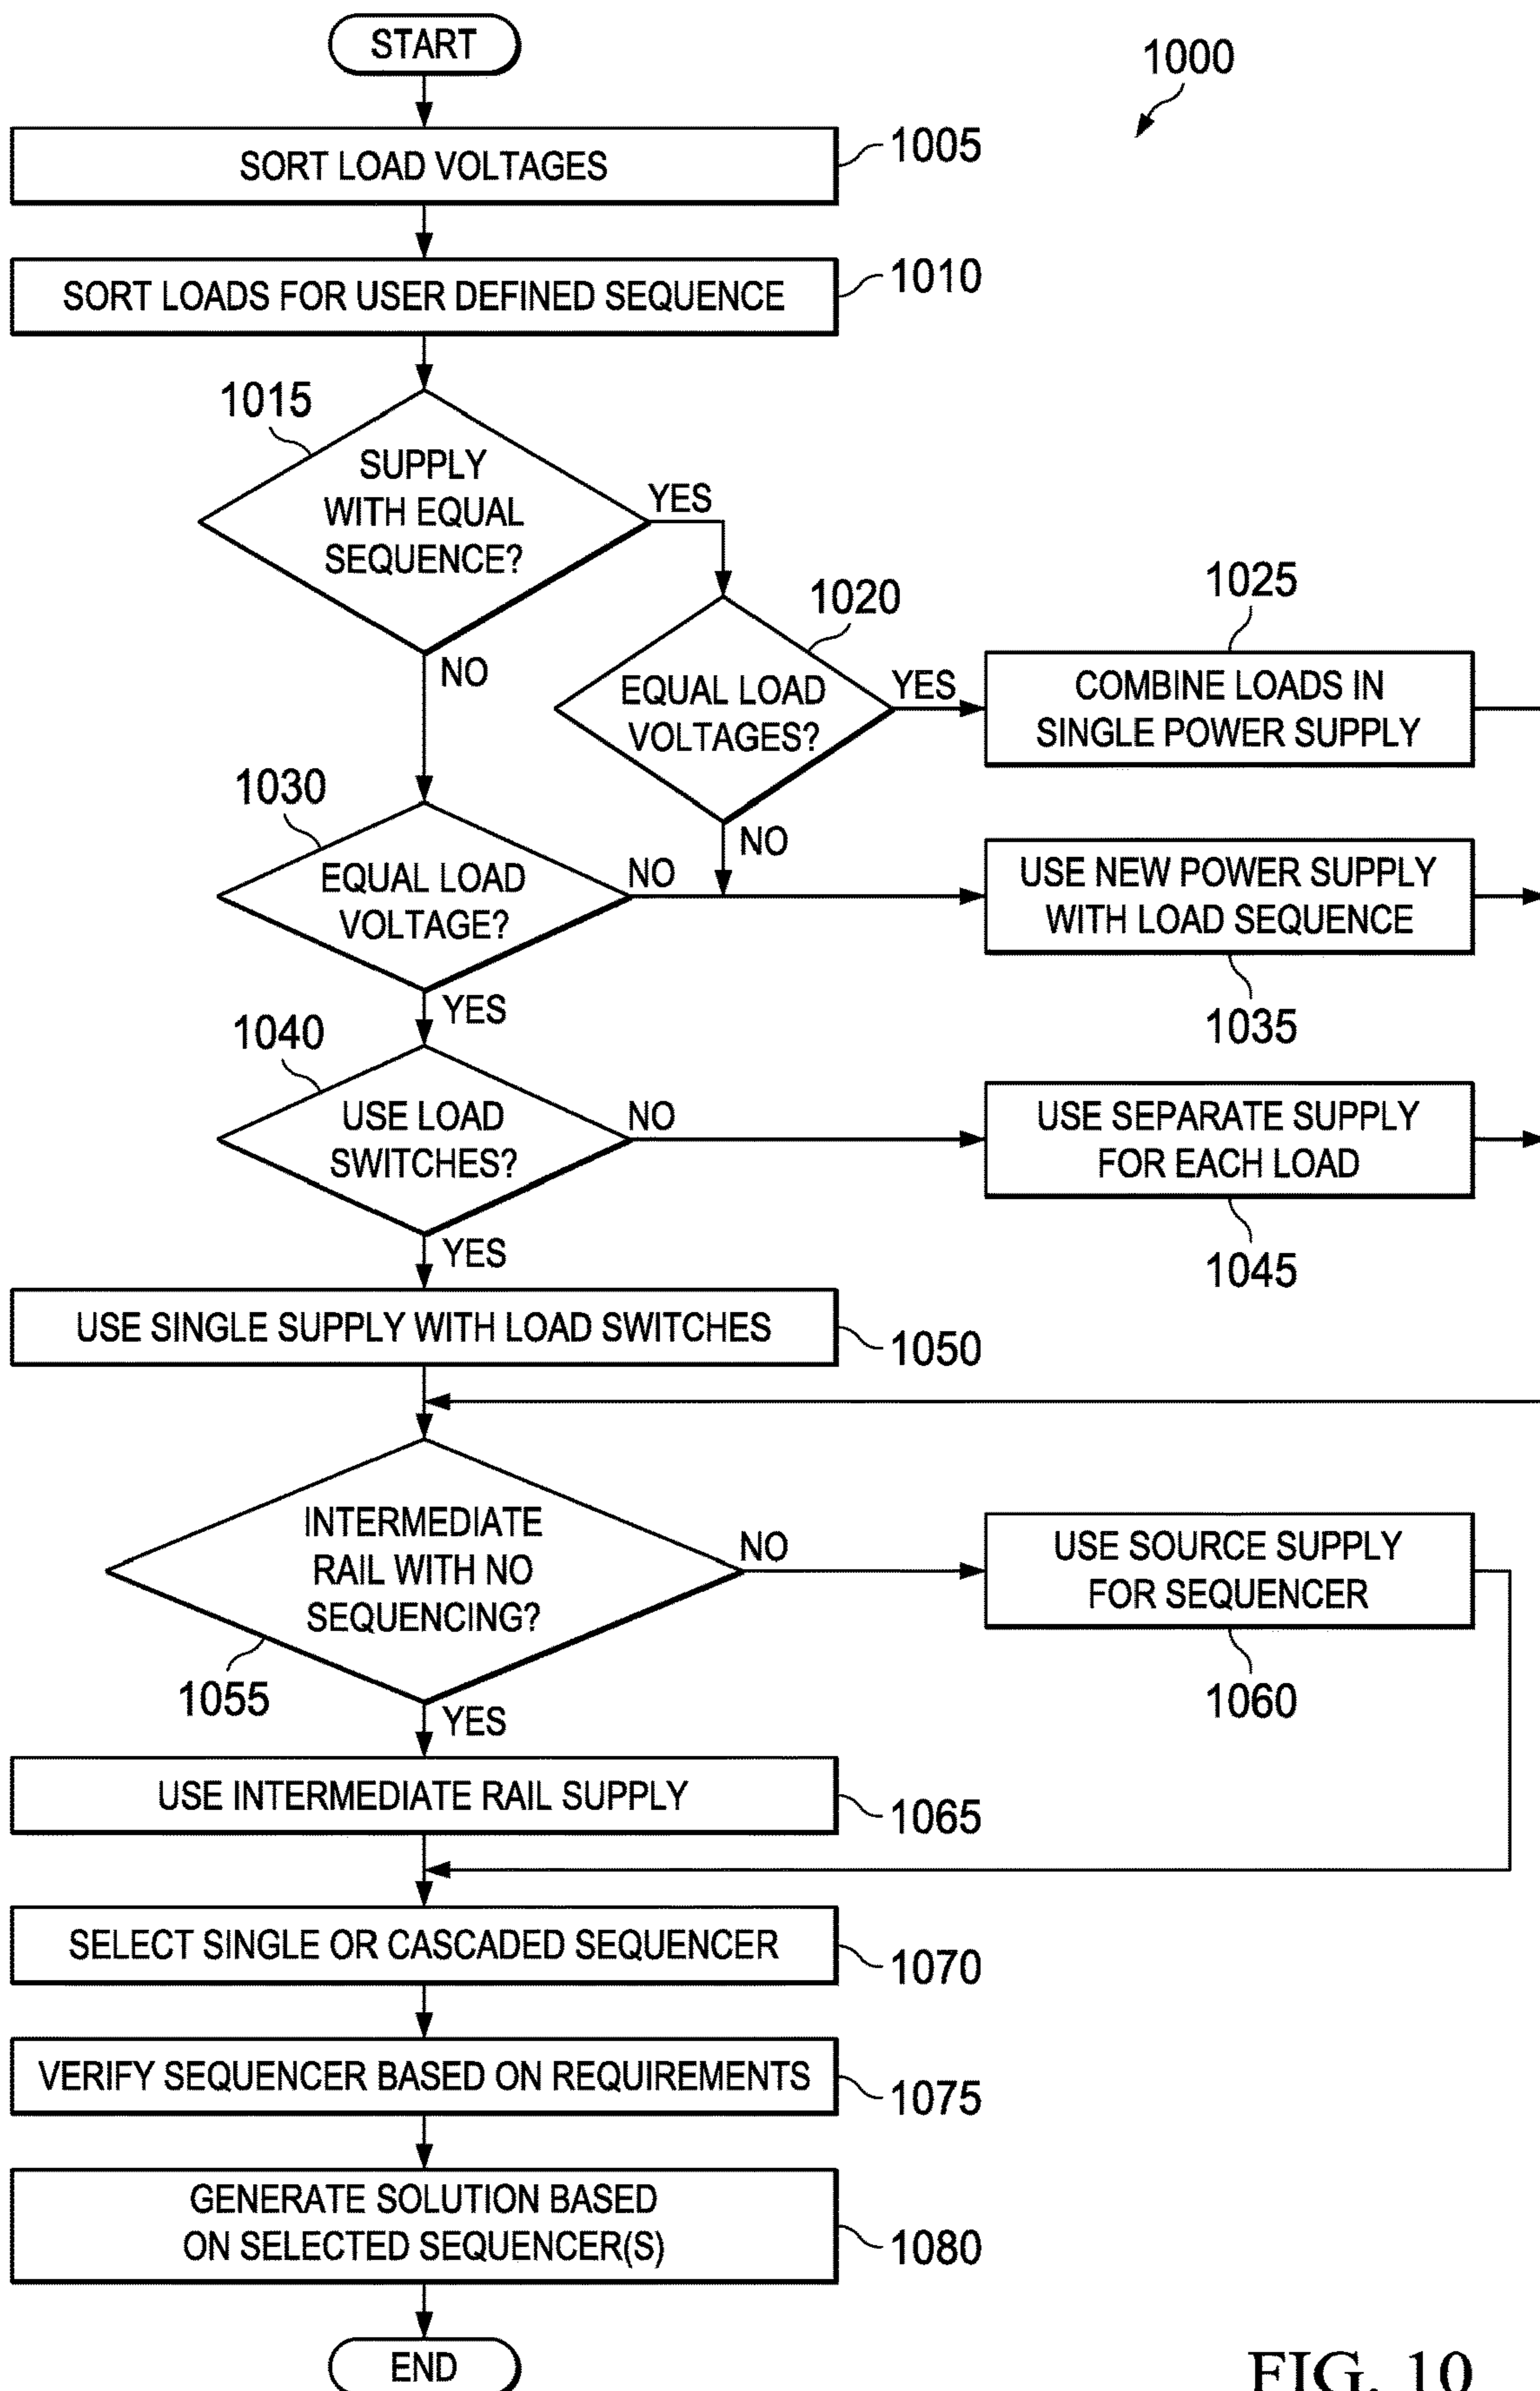 START
1000
SORT LOAD VOLTAGES
1005
SORT LOADS FOR USER DEFINED SEQUENCE
1010
1015
SUPPLY
WITH EQUAL
SEQUENCE?
YES
NO
1020
EQUAL LOAD
VOLTAGES?
YES
NO
1025
COMBINE LOADS IN
SINGLE POWER SUPPLY
1030
EQUAL LOAD
VOLTAGE?
NO
YES
USE NEW POWER SUPPLY
WITH LOAD SEQUENCE
1035
1040
USE LOAD
SWITCHES?
NO
YES
USE SEPARATE SUPPLY
FOR EACH LOAD
1045
USE SINGLE SUPPLY WITH LOAD SWITCHES
1050
INTERMEDIATE
RAIL WITH NO
SEQUENCING?
1055
NO
YES
USE SOURCE SUPPLY
FOR SEQUENCER
1060
USE INTERMEDIATE RAIL SUPPLY
1065
SELECT SINGLE OR CASCADED SEQUENCER
1070
VERIFY SEQUENCER BASED ON REQUIREMENTS
1075
GENERATE SOLUTION BASED
ON SELECTED SEQUENCER(S)
1080
END
FIG. 10